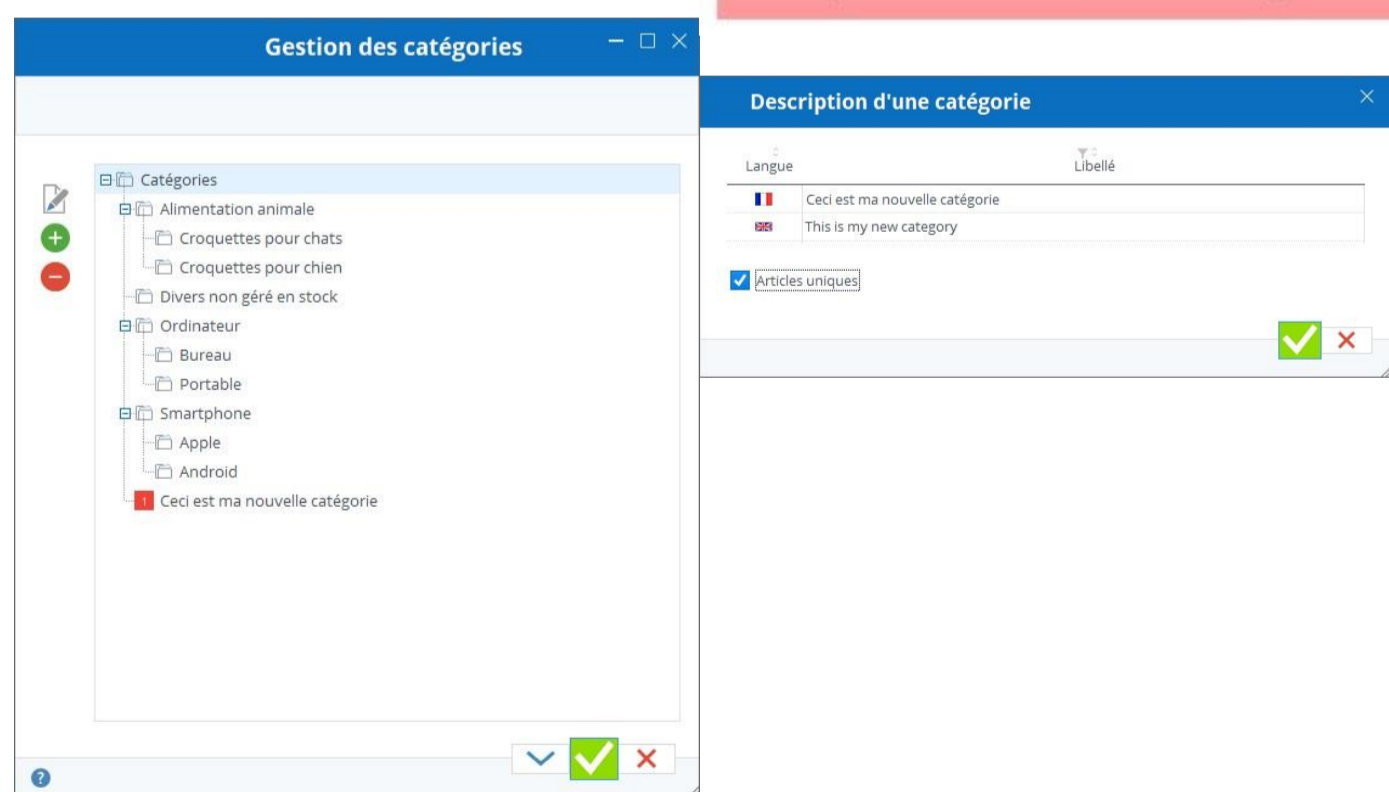 Gestion des catégories
Catégories
Alimentation animale
Croquettes pour chats
Croquettes pour chien
Divers non géré en stock
Ordinateur
Bureau
Portable
Smartphone
Apple
Android
1 Ceci est ma nouvelle catégorie
?
Description d'une catégorie
Langue Libellé
Ceci est ma nouvelle catégorie
This is my new category
Articles uniques